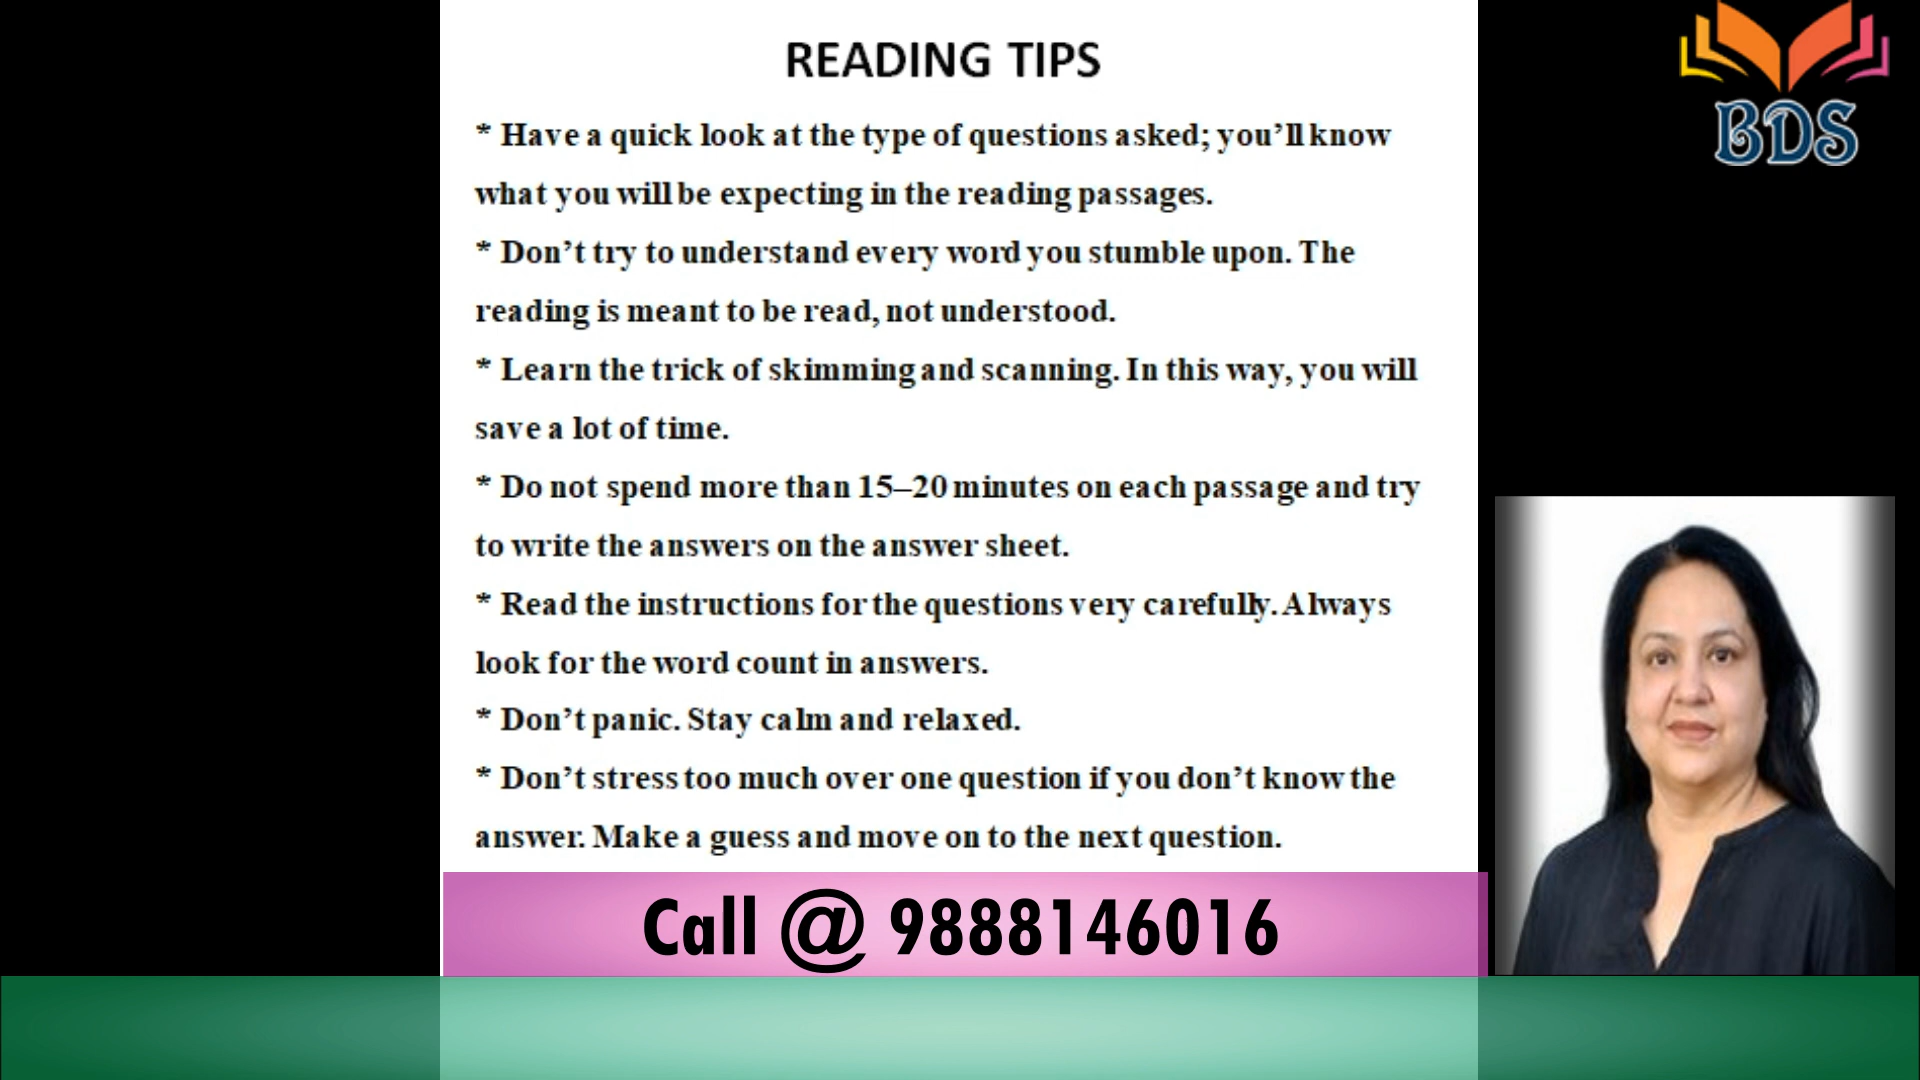 READING TIPS
BDS
* Have a quick look at the type of questions asked; you’ll know
what you will be expecting in the reading passages.
* Don’t try to understand every word you stumble upon. The
reading is meant to be read, not understood.
* Learn the trick of skimming and scanning. In this way, you will
save a lot of time.
* Do not spend more than 15–20 minutes on each passage and try
to write the answers on the answer sheet.
* Read the instructions for the questions very carefully. Always
look for the word count in answers.
* Don’t panic. Stay calm and relaxed.
* Don’t stress too much over one question if you don’t know the
answer. Make a guess and move on to the next question.
Call @ 9888146016